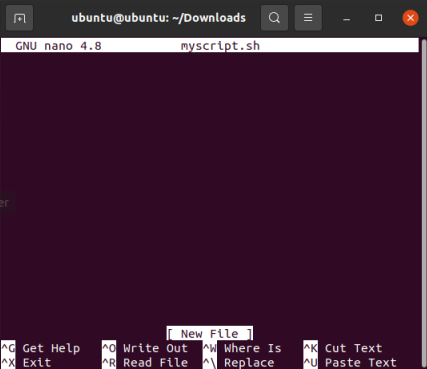 ubuntu@ubuntu: ~/Downloads
GNU nano 4.8 myscript.sh
er
[ New File ]
^G Get Help ^O Write Out ^W Where Is ^K Cut Text
^X Exit ^R Read File ^\ Replace ^U Paste Text